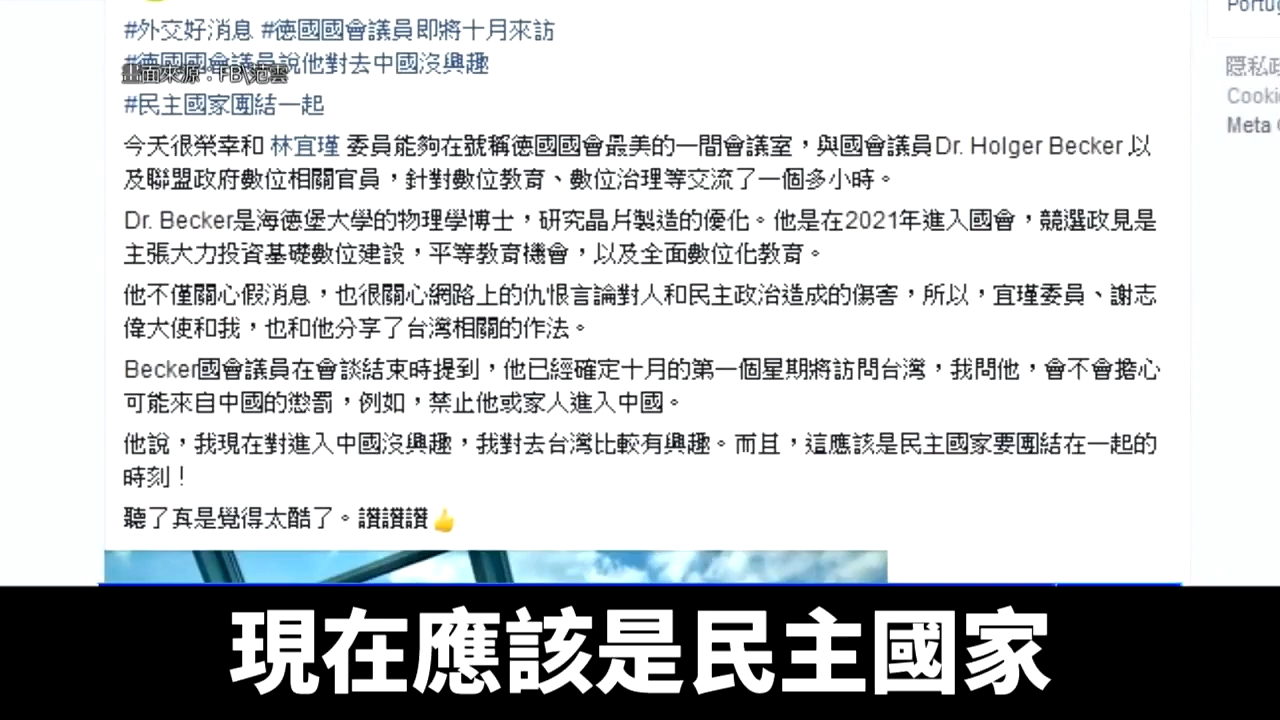 #外交好消息 #德國國會議員即將十月來訪
#德國國會議員說他對去中國沒興趣
畫面來源：FB\范雲
#民主國家團結一起
今天很榮幸和 林宜瑾 委員能夠在號稱德國國會最美的一間會議室，與國會議員Dr. Holger Becker 以
及聯盟政府數位相關官員，針對數位教育、數位治理等交流了一個多小時。
Dr. Becker是海德堡大學的物理學博士，研究晶片製造的優化。他是在2021年進入國會，競選政見是
主張大力投資基礎數位建設，平等教育機會，以及全面數位化教育。
他不僅關心假消息，也很關心網路上的仇恨言論對人和民主政治造成的傷害，所以，宜瑾委員、謝志
偉大使和我，也和他分享了台灣相關的作法。
Becker國會議員在會談結束時提到，他已經確定十月的第一個星期將訪問台灣，我問他，會不會擔心
可能來自中國的懲罰，例如，禁止他或家人進入中國。
他說，我現在對進入中國沒興趣，我對去台灣比較有興趣。而且，這應該是民主國家要團結在一起的
時刻！
聽了真是覺得太酷了。讚讚讚👍
Portug
隱私政
Cooki
Meta
現在應該是民主國家